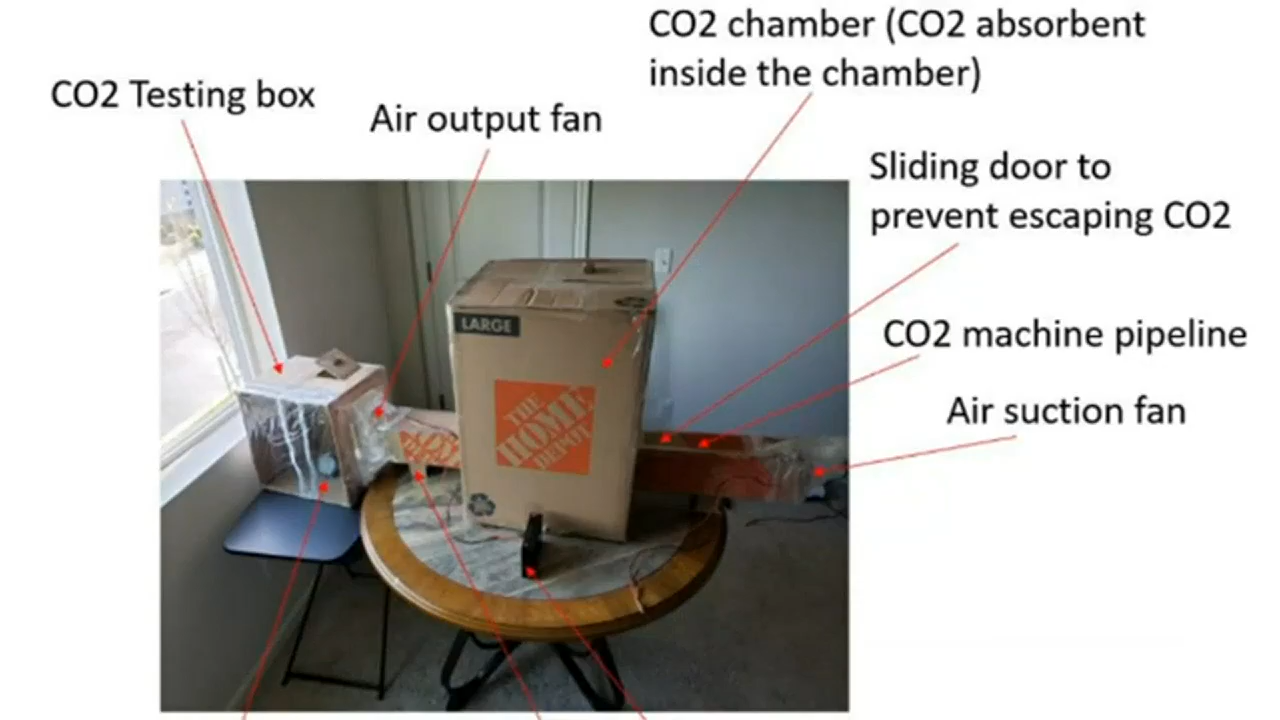 CO2 chamber (CO2 absorbent
inside the chamber)
CO2 Testing box
Air output fan
Sliding door to
prevent escaping CO2
CO2 machine pipeline
Air suction fan
LARGE
THE
HOME
DEPOT